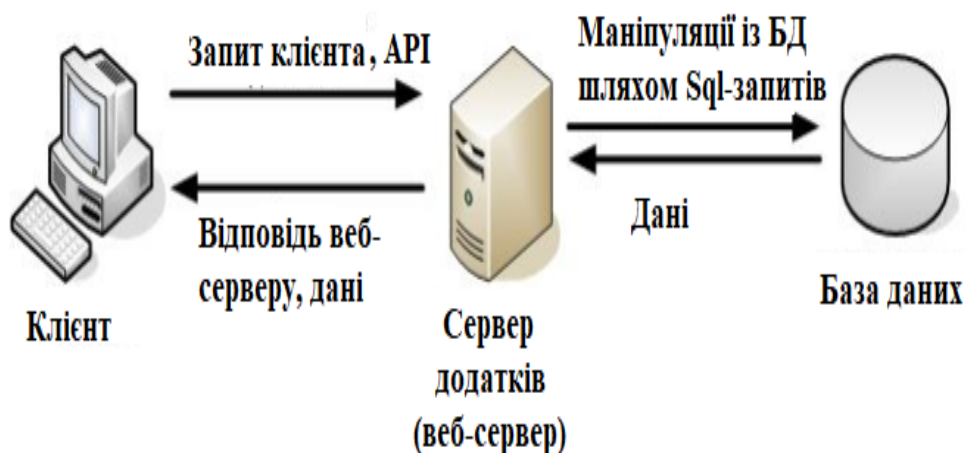 Запит клієнта, АРІ
Відповідь веб-
серверу, дані
Клієнт
Маніпуляції із БД
шляхом Sql-запитів
Дані
Сервер
додатків
(веб-сервер)
База даних